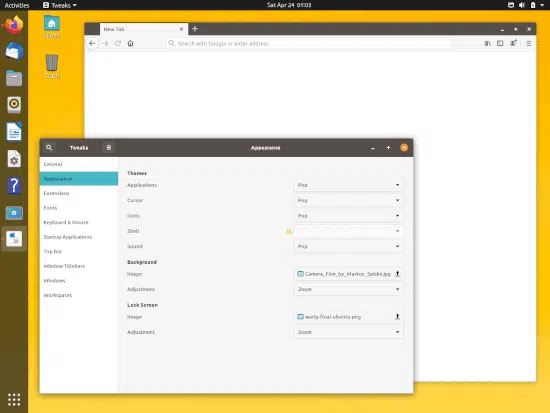 Activities
Tweaks
Sat Apr 24 01:03
New Tab
Search with Google or enter address
Trash
Tweaks
Appearance
General
Appearance
Extensions
Fonts
Keyboard & Mouse
Startup Applications
Top Bar
Window Titlebars
Windows
Workspaces
Themes
Applications Pop
Cursor Pop
Icons Pop
Shell
Sound Pop
Background
Image Camera_Film_by_Markus_Spiske.jpg
Adjustment Zoom
Lock Screen
Image warty-final-ubuntu.png
Adjustment Zoom